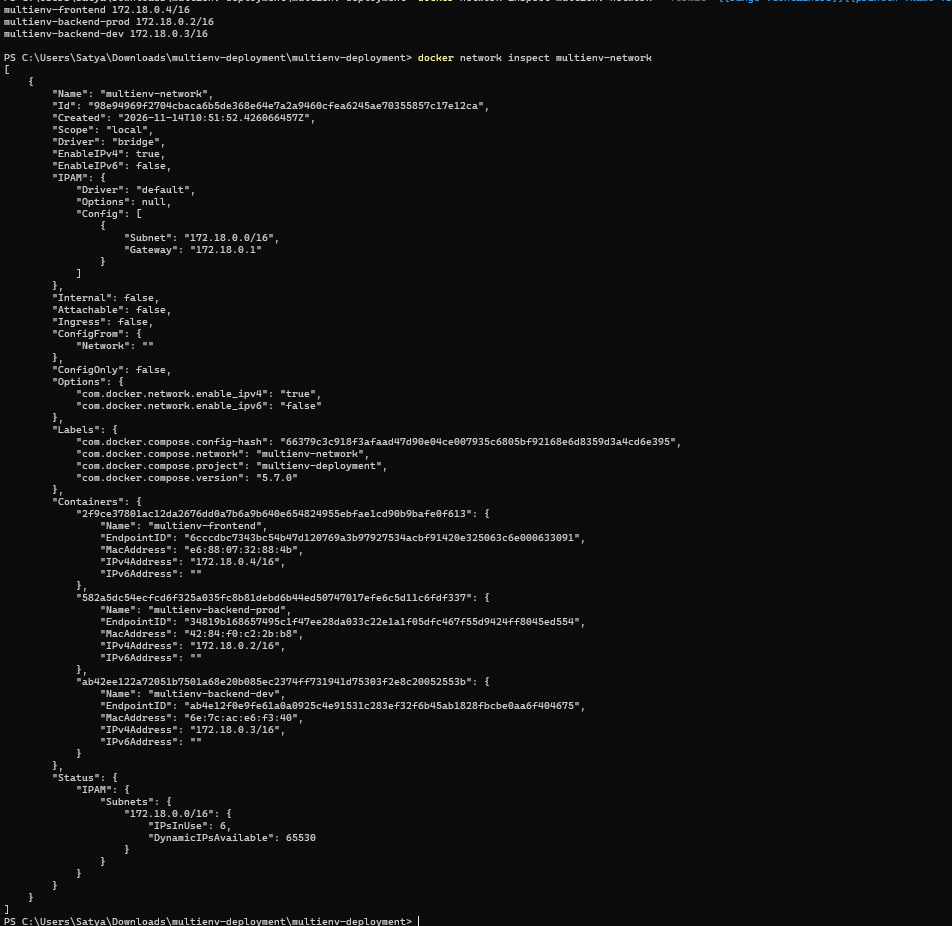 multienv-frontend 172.18.0.4/16
multienv-backend-prod 172.18.0.2/16
multienv-backend-dev 172.18.0.3/16
PS C:\Users\Satya\Downloads\multienv-deployment\multienv-deployment> docker network inspect multienv-network
[
    {
        "Name": "multienv-network",
        "Id": "98e94969f2704cbaca6b5de368e64e7a2a9460cfea6245ae70355857c17e12ca",
        "Created": "2026-11-14T10:51:52.426066457Z",
        "Scope": "local",
        "Driver": "bridge",
        "EnableIPv4": true,
        "EnableIPv6": false,
        "IPAM": {
            "Driver": "default",
            "Options": null,
            "Config": [
                {
                    "Subnet": "172.18.0.0/16",
                    "Gateway": "172.18.0.1"
                }
            ]
        },
        "Internal": false,
        "Attachable": false,
        "Ingress": false,
        "ConfigFrom": {
            "Network": ""
        },
        "ConfigOnly": false,
        "Options": {
            "com.docker.network.enable_ipv4": "true",
            "com.docker.network.enable_ipv6": "false"
        },
        "Labels": {
            "com.docker.compose.config-hash": "66379c3c918f3afaad47d90e04ce007935c6805bf92168e6d8359d3a4cd6e395",
            "com.docker.compose.network": "multienv-network",
            "com.docker.compose.project": "multienv-deployment",
            "com.docker.compose.version": "5.7.0"
        },
        "Containers": {
            "2f9ce37801ac12da2676dd0a7b6a9b640e654824955ebfae1cd90b9bafe0f613": {
                "Name": "multienv-frontend",
                "EndpointID": "6cccdbc7343bc54b47d120769a3b97927534acbf91420e325063c6e000633091",
                "MacAddress": "e6:88:07:32:88:4b",
                "IPv4Address": "172.18.0.4/16",
                "IPv6Address": ""
            },
            "582a5dc54ecfcd6f325a035fc8b81debd6b44ed50747017efe6c5d11c6fdf337": {
                "Name": "multienv-backend-prod",
                "EndpointID": "34819b168657495c1f47ee28da033c22e1a1f05dfc467f55d9424ff8045ed554",
                "MacAddress": "42:84:f0:c2:2b:b8",
                "IPv4Address": "172.18.0.2/16",
                "IPv6Address": ""
            },
            "ab42ee122a72051b7501a68e20b085ec2374ff731941d75303f2e8c20052553b": {
                "Name": "multienv-backend-dev",
                "EndpointID": "ab4e12f0e9fe61a0a0925c4e91531c283ef32f6b45ab1828fbcbe0aa6f404675",
                "MacAddress": "6e:7c:ac:e6:f3:40",
                "IPv4Address": "172.18.0.3/16",
                "IPv6Address": ""
            }
        },
        "Status": {
            "IPAM": {
                "Subnets": {
                    "172.18.0.0/16": {
                        "IPsInUse": 6,
                        "DynamicIPsAvailable": 65530
                    }
                }
            }
        }
    }
]
PS C:\Users\Satya\Downloads\multienv-deployment\multienv-deployment>